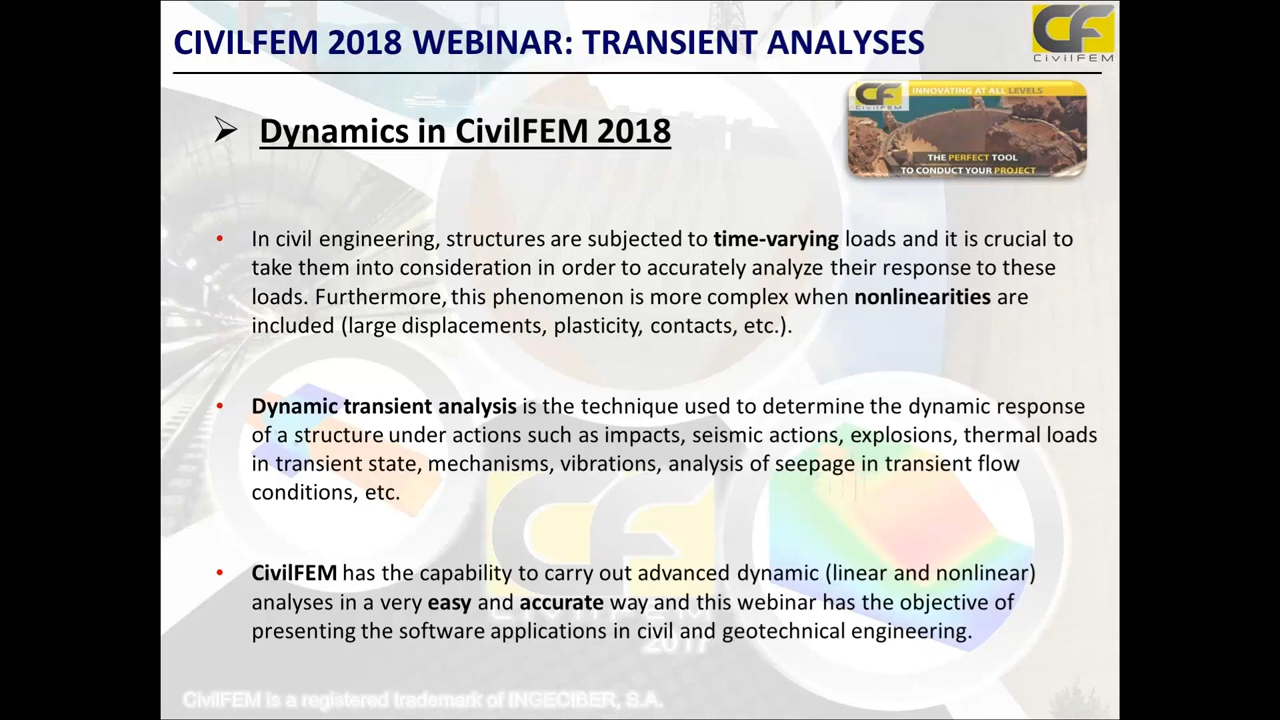 CIVILFEM 2018 WEBINAR: TRANSIENT ANALYSES
CF
CivilFEM
CF
CivilFEM
INNOVATING AT ALL LEVELS
THE PERFECT TOOL
TO CONDUCT YOUR PROJECT
Dynamics in CivilFEM 2018
In civil engineering, structures are subjected to time-varying loads and it is crucial to
take them into consideration in order to accurately analyze their response to these
loads. Furthermore, this phenomenon is more complex when nonlinearities are
included (large displacements, plasticity, contacts, etc.).
Dynamic transient analysis is the technique used to determine the dynamic response
of a structure under actions such as impacts, seismic actions, explosions, thermal loads
in transient state, mechanisms, vibrations, analysis of seepage in transient flow
conditions, etc.
CF
CivilFEM has the capability to carry out advanced dynamic (linear and nonlinear)
analyses in a very easy and accurate way and this webinar has the objective of
CIVILFEM
presenting the software applications in civil and geotechnical engineering.
2017
CivilFEM is a registered trademark of INGECIBER, S.A.